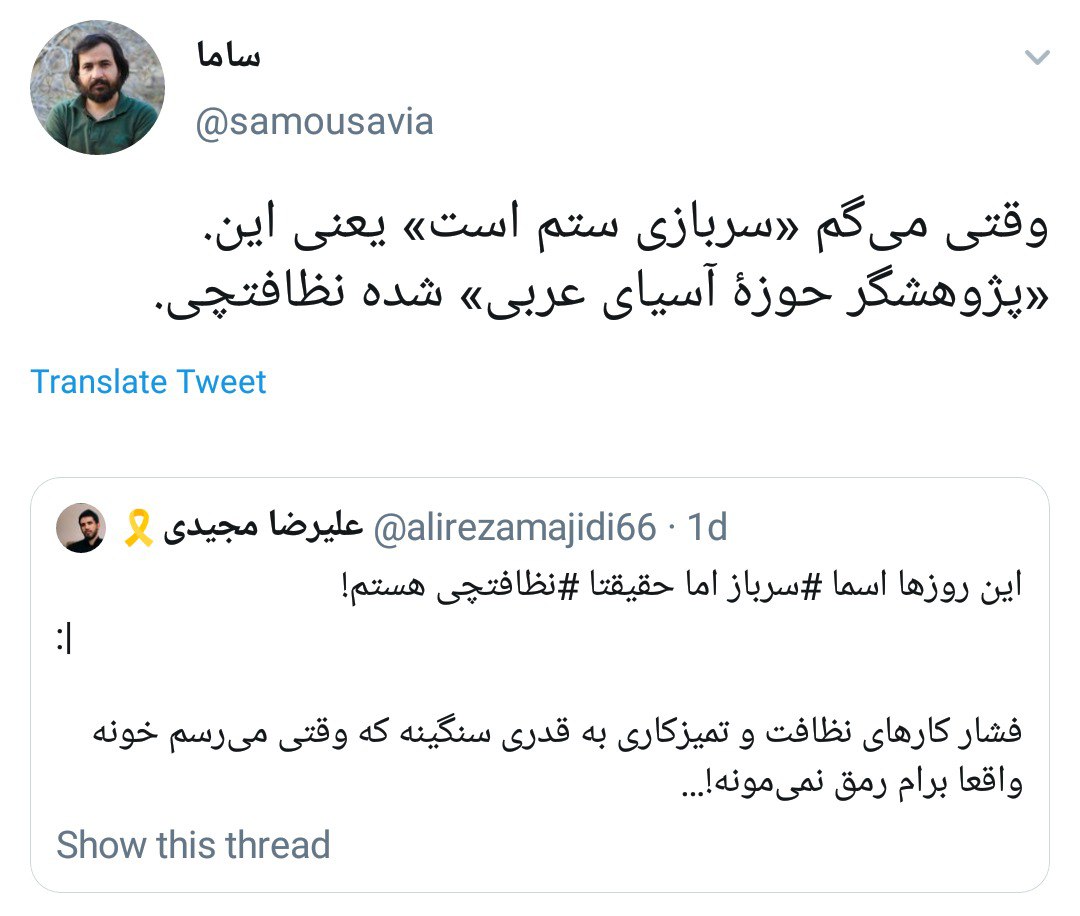 ساما
@samousavia
وقتی می‌گم «سربازی ستم است» یعنی این.
«پژوهشگر حوزهٔ آسیای عربی» شده نظافتچی.
Translate Tweet
علیرضا مجیدی🎗 @alirezamajidi66 · 1d
این روزها اسما #سرباز اما حقیقتا #نظافتچی هستم!
:|
فشار کارهای نظافت و تمیزکاری به قدری سنگینه که وقتی می‌رسم خونه
واقعا برام رمق نمی‌مونه!...
Show this thread